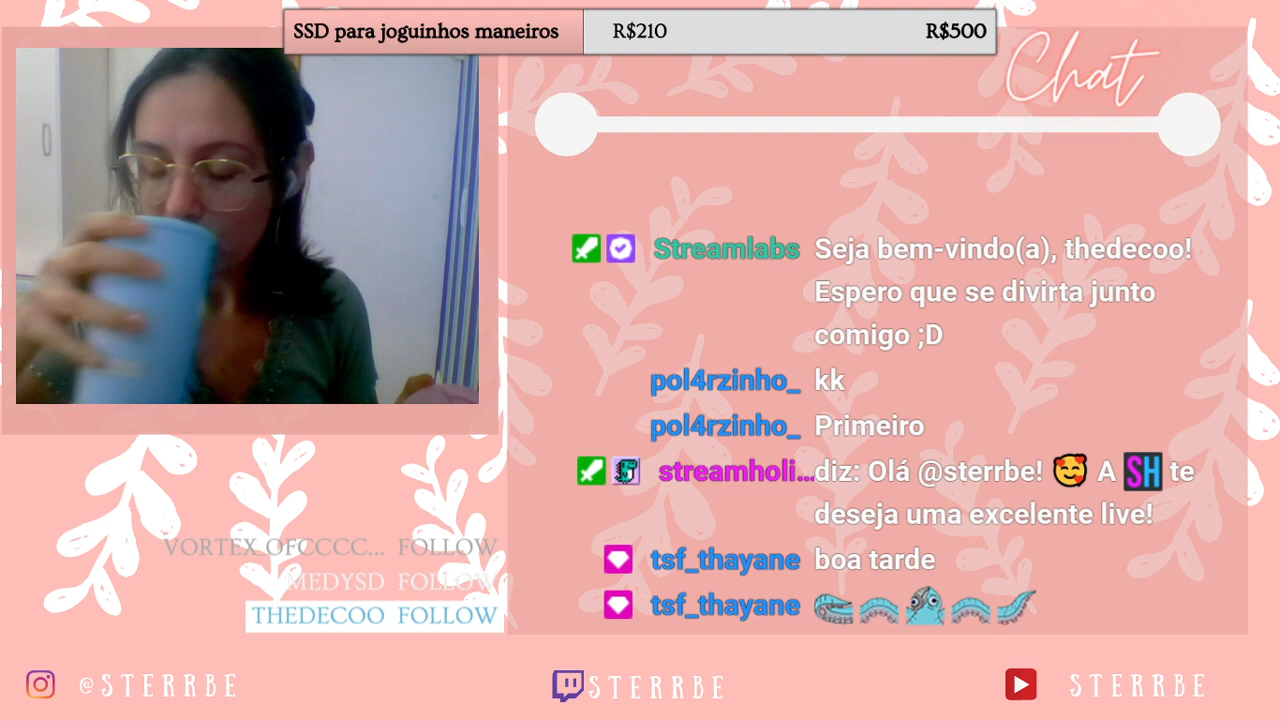 SSD para joguinhos maneiros R$210 R$500
Chat
Streamlabs Seja bem-vindo(a), thedecoo!
Espero que se divirta junto
comigo ;D
pol4rzinho_ kk
pol4rzinho_ Primeiro
streamholi... diz: Olá @sterrbe! 🥰 A SH te
deseja uma excelente live!
tsf_thayane boa tarde
tsf_thayane
VORTEX OFCCCC... FOLLOW
MEDYSD FOLLOW
THEDECOO FOLLOW
@STERRBE STERRBE STERRBE